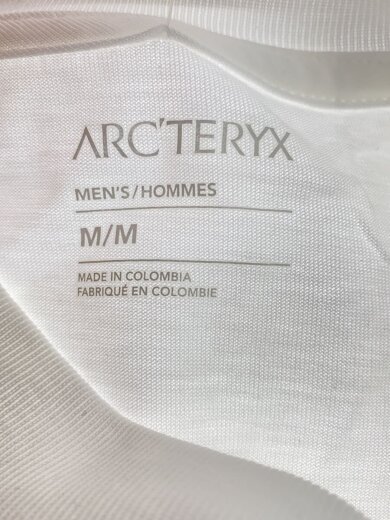 ARC'TERYX
MEN'S/HOMMES
M/M
MADE IN COLOMBIA
FABRIQUÉ EN COLOMBIE